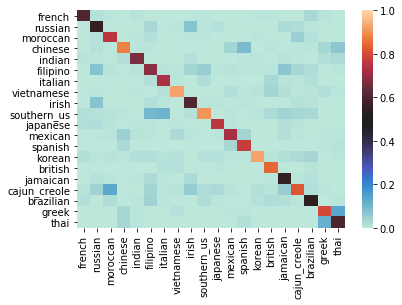 french
russian
moroccan
chinese
indian
filipino
italian
vietnamese
irish
southern_us
japanese
mexican
spanish
korean
british
jamaican
cajun_creole
brazilian
greek
thai
french
russian
moroccan
chinese
indian
filipino
italian
vietnamese
irish
southern_us
japanese
mexican
spanish
korean
british
jamaican
cajun_creole
brazilian
greek
thai
1.0
0.8
0.6
0.4
0.2
0.0